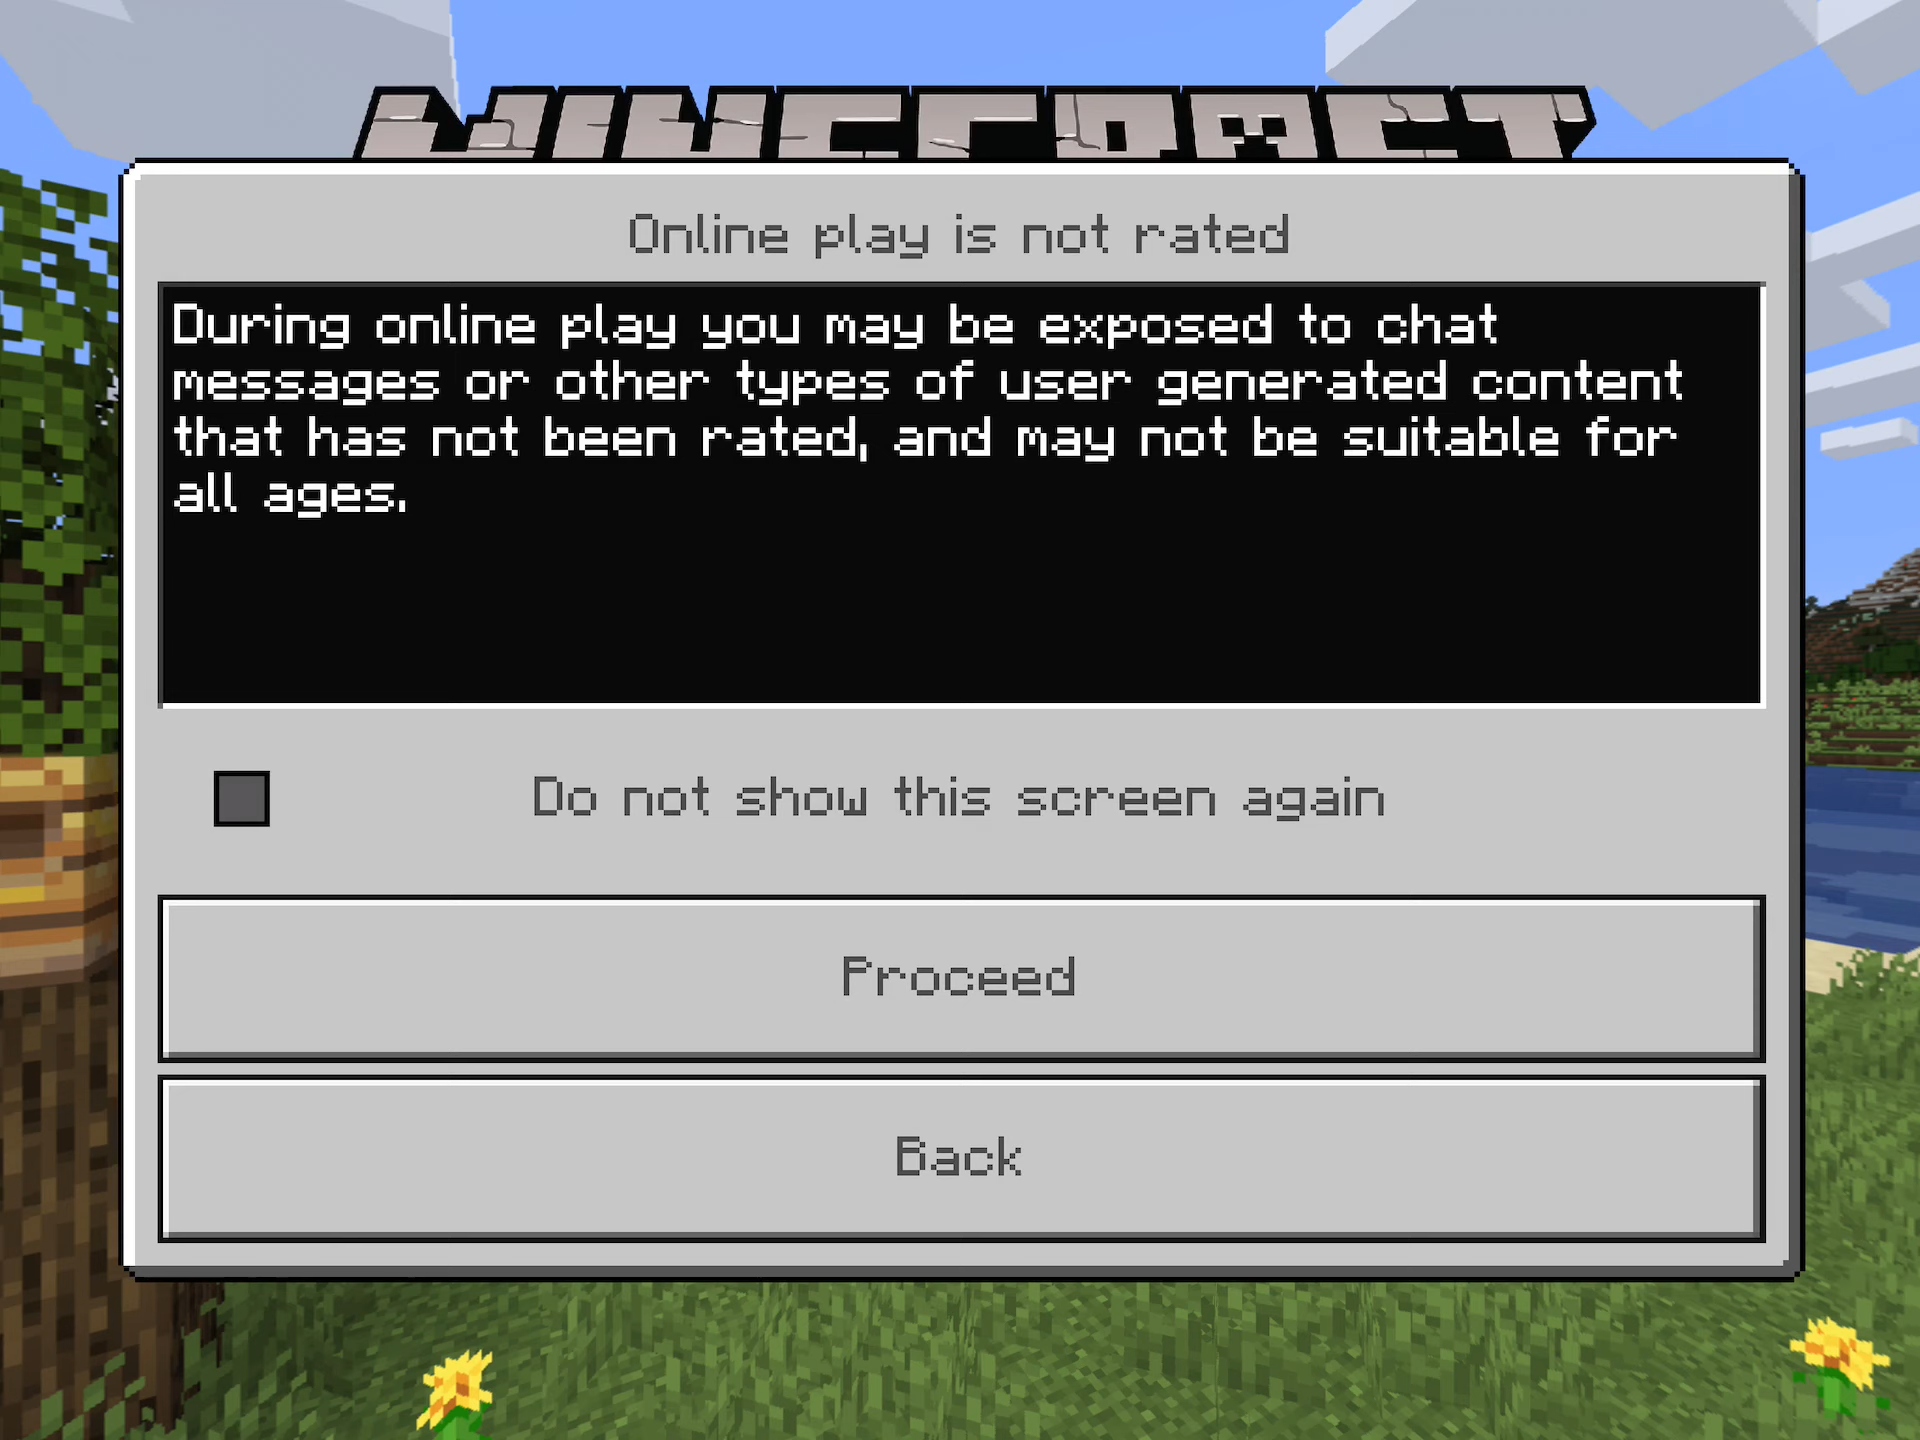 MINECRAFT
Online play is not rated
During online play you may be exposed to chat
messages or other types of user generated content
that has not been rated, and may not be suitable for
all ages.
Do not show this screen again
Proceed
Back